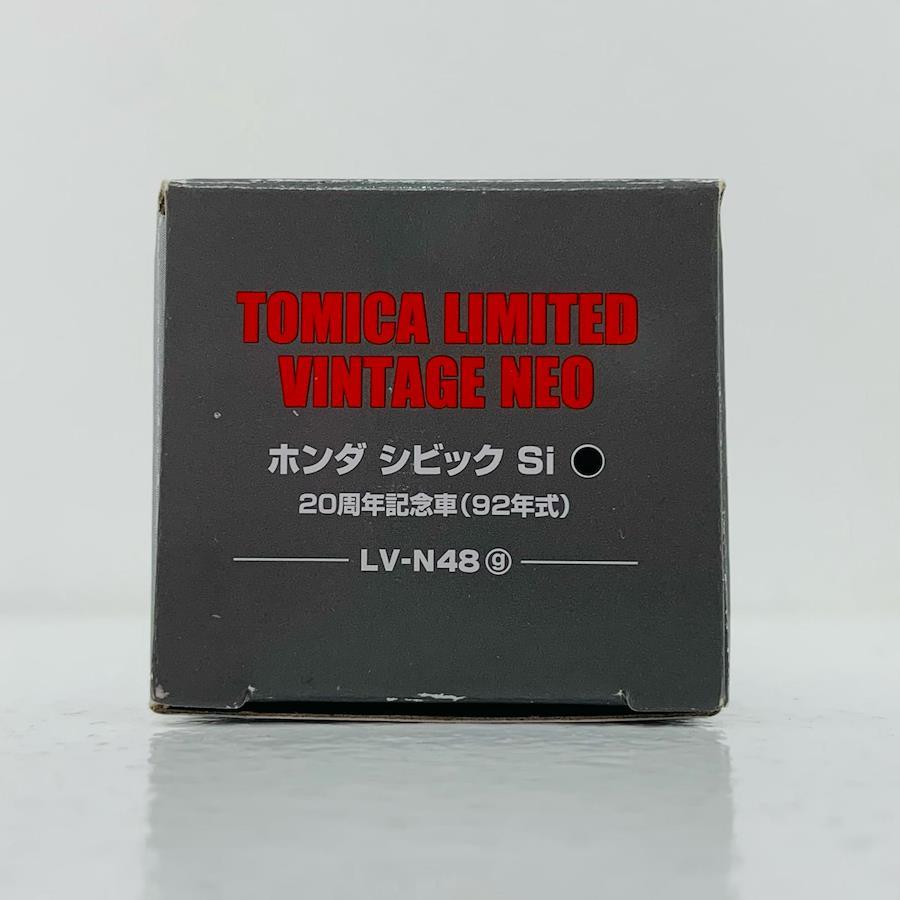 TOMICA LIMITED
VINTAGE NEO
ホンダ シビック Si ●
20周年記念車(92年式)
LV-N48ⓖ